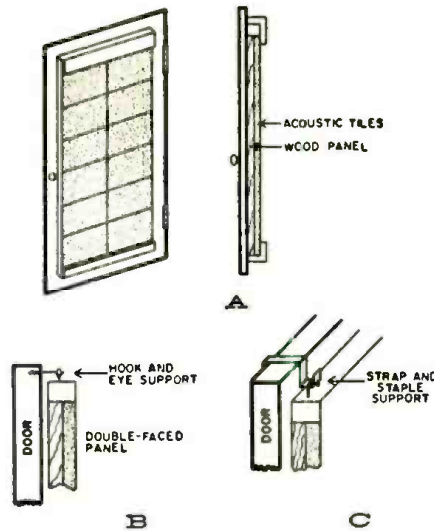 ACOUSTIC TILES
WOOD PANEL
A
HOOK AND
EYE SUPPORT
DOOR
DOUBLE-FACED
PANEL
B
STRAP AND
STAPLE
SUPPORT
DOOR
C